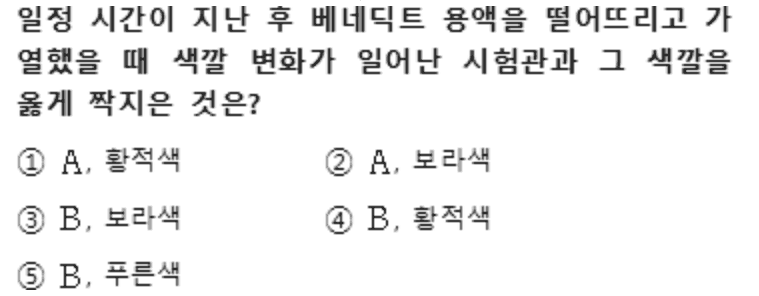 일정 시간이 지난 후 베네딕트 용액을 떨어뜨리고 가
열했을 때 색깔 변화가 일어난 시험관과 그 색깔을
옳게 짝지은 것은?
① A, 황적색 ② A, 보라색
③ B, 보라색 ④ B, 황적색
⑤ B, 푸른색